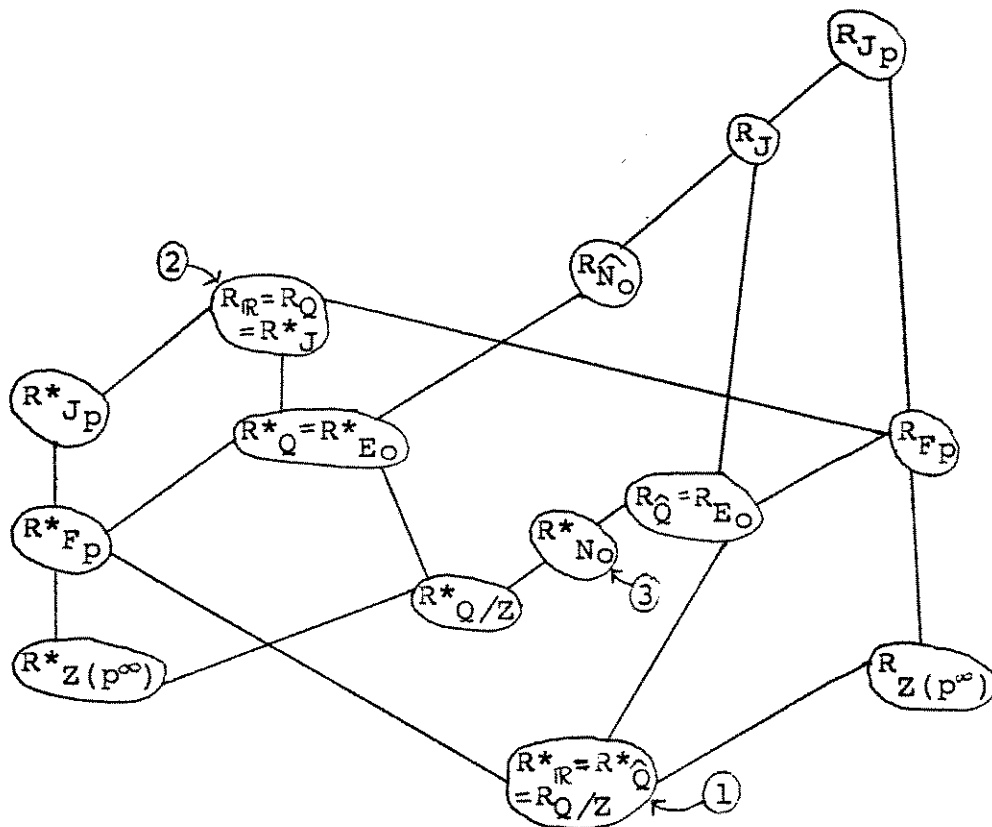 R_Jp
R_J
②
R_N̂o
R_ℝ=R_Q
=R*_J
R*_Jp
R*_Q=R*_Eo
R_Fp
R_Q̂=R_Eo
R*_Fp
R*_No
R*_Q/Z
③
R*_Z(p^∞)
R_Z(p^∞)
R*_ℝ=R*_Q̂
=R_Q/Z
①